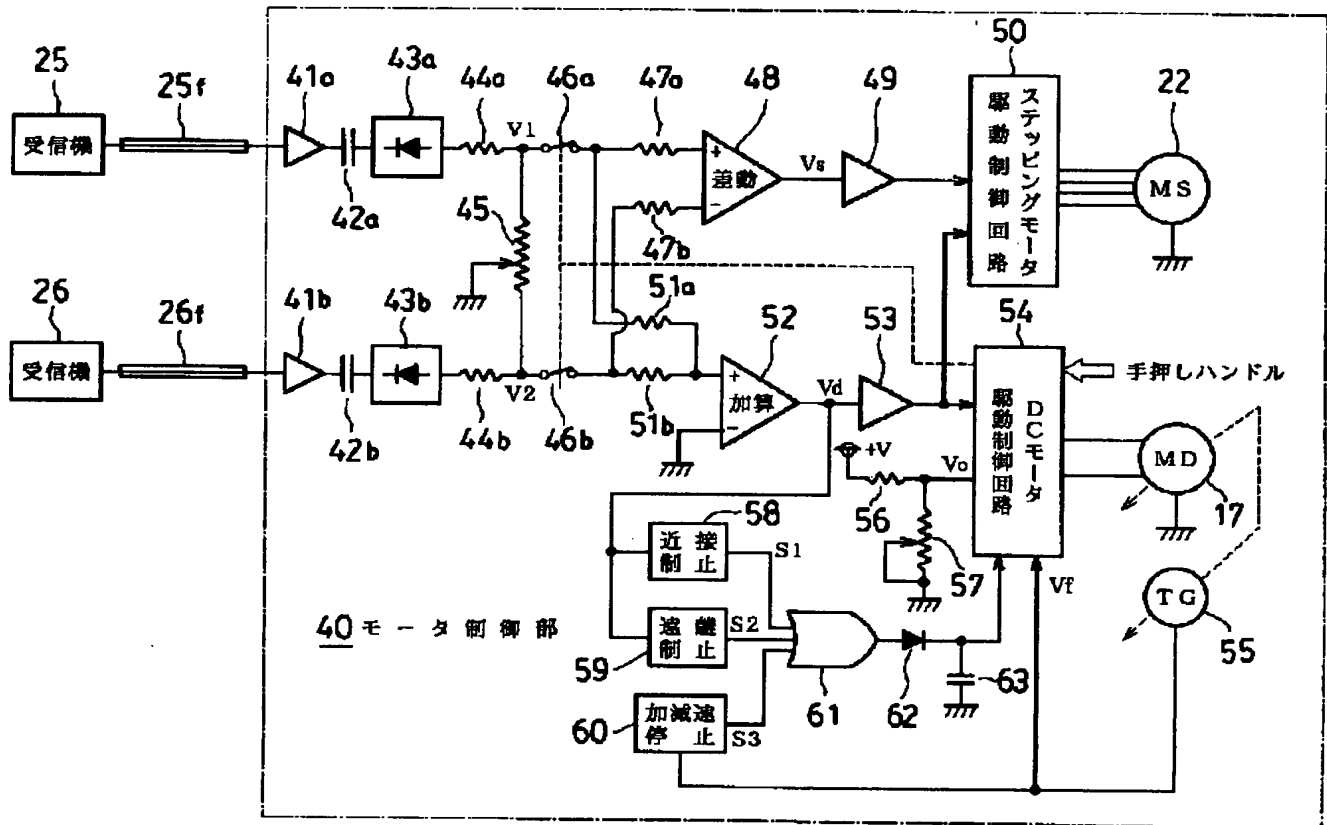 50
25
25f
41a
43a
44a
46a
47a
48
49
22
受信機
V1
+
差動
-
Vs
ステッピングモータ
駆動制御回路
MS
42a
45
47b
51a
26
26f
41b
43b
52
53
54
受信機
V2
+
加算
-
Vd
手押しハンドル
42b
44b
46b
51b
+V
Vo
DCモータ
駆動制御回路
MD
56
17
58
近接
制止
S1
57
Vf
TG
40 モータ制御部
遠離
制止
S2
59
55
61
62
63
加減速
停止
S3
60